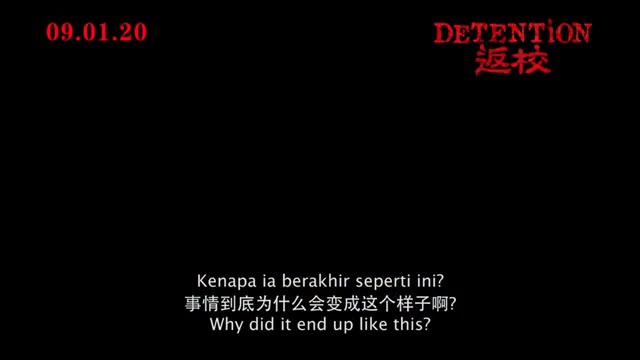 09.01.20
DETENTiON
返校
Kenapa ia berakhir seperti ini?
事情到底为什么会变成这个样子啊?
Why did it end up like this?